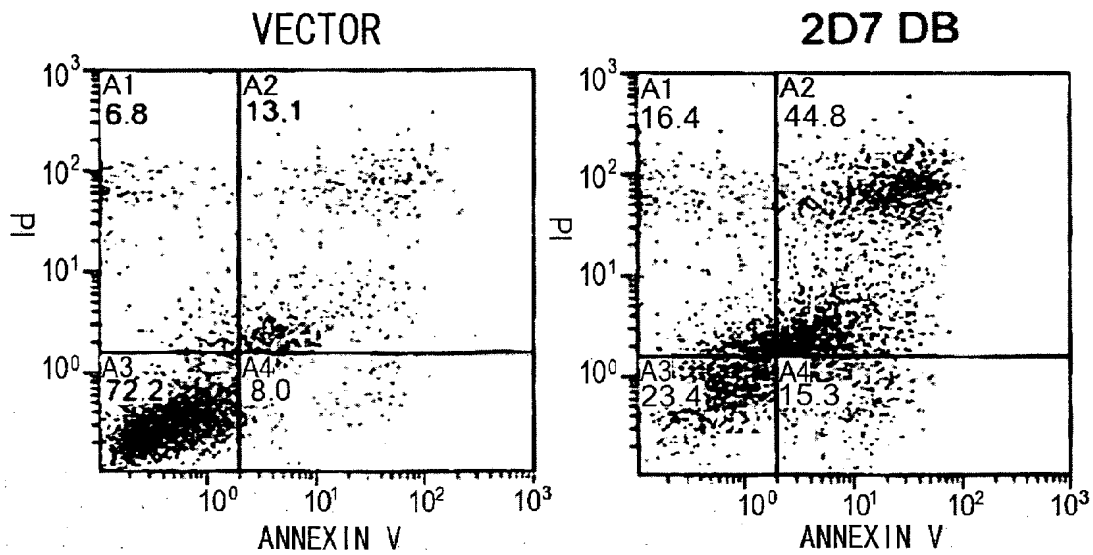 VECTOR
10³
A1
6.8
A2
13.1
10²
PI
10¹
10⁰
A3
72.2
A4
8.0
10⁰
10¹
10²
10³
ANNEXIN V
2D7 DB
10³
A1
16.4
A2
44.8
10²
PI
10¹
10⁰
A3
23.4
A4
15.3
10⁰
10¹
10²
10³
ANNEXIN V